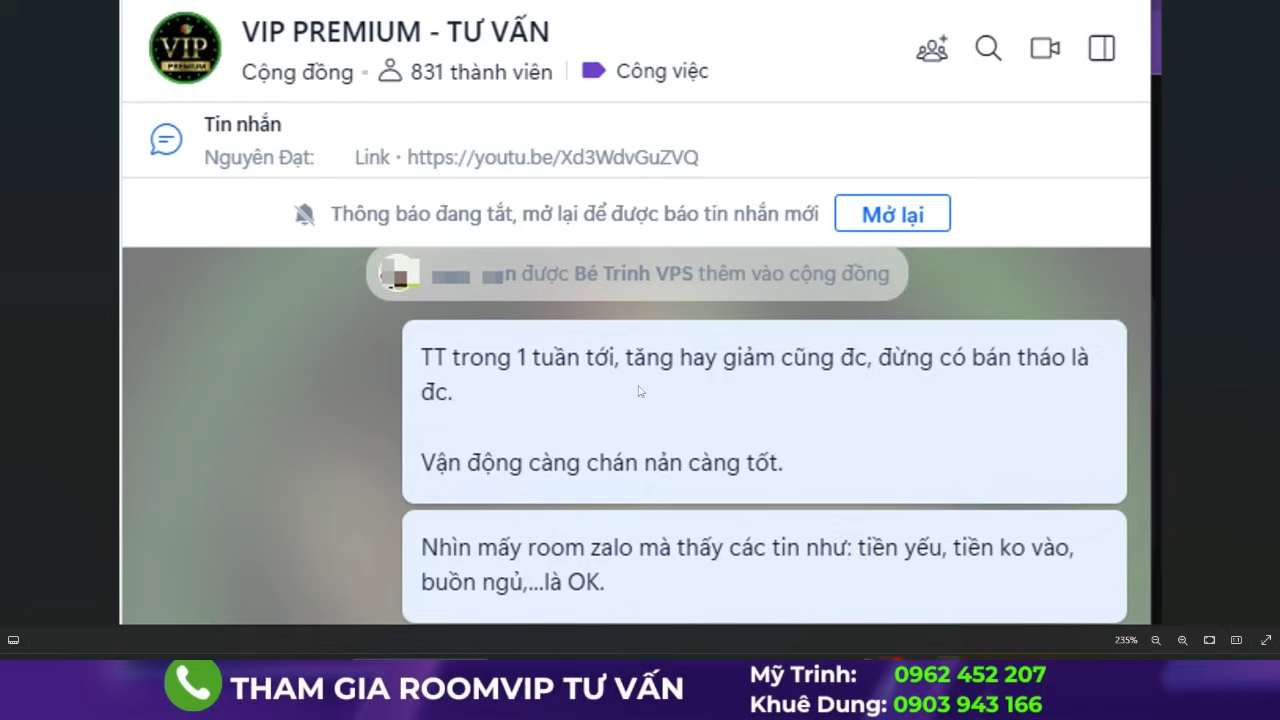 VIP PREMIUM - TƯ VẤN
VIP
PREMIUM
Cộng đồng
831 thành viên
Công việc
Tin nhắn
Nguyên Đạt: Link · https://youtu.be/Xd3WdvGuZVQ
Thông báo đang tắt, mở lại để được báo tin nhắn mới
Mở lại
n được Bé Trinh VPS thêm vào cộng đồng
TT trong 1 tuần tới, tăng hay giảm cũng đc, đừng có bán tháo là
đc.
Vận động càng chán nản càng tốt.
Nhìn mấy room zalo mà thấy các tin như: tiền yếu, tiền ko vào,
buồn ngủ,...là OK.
235%
THAM GIA ROOMVIP TƯ VẤN
Mỹ Trinh: 0962 452 207
Khuê Dung: 0903 943 166